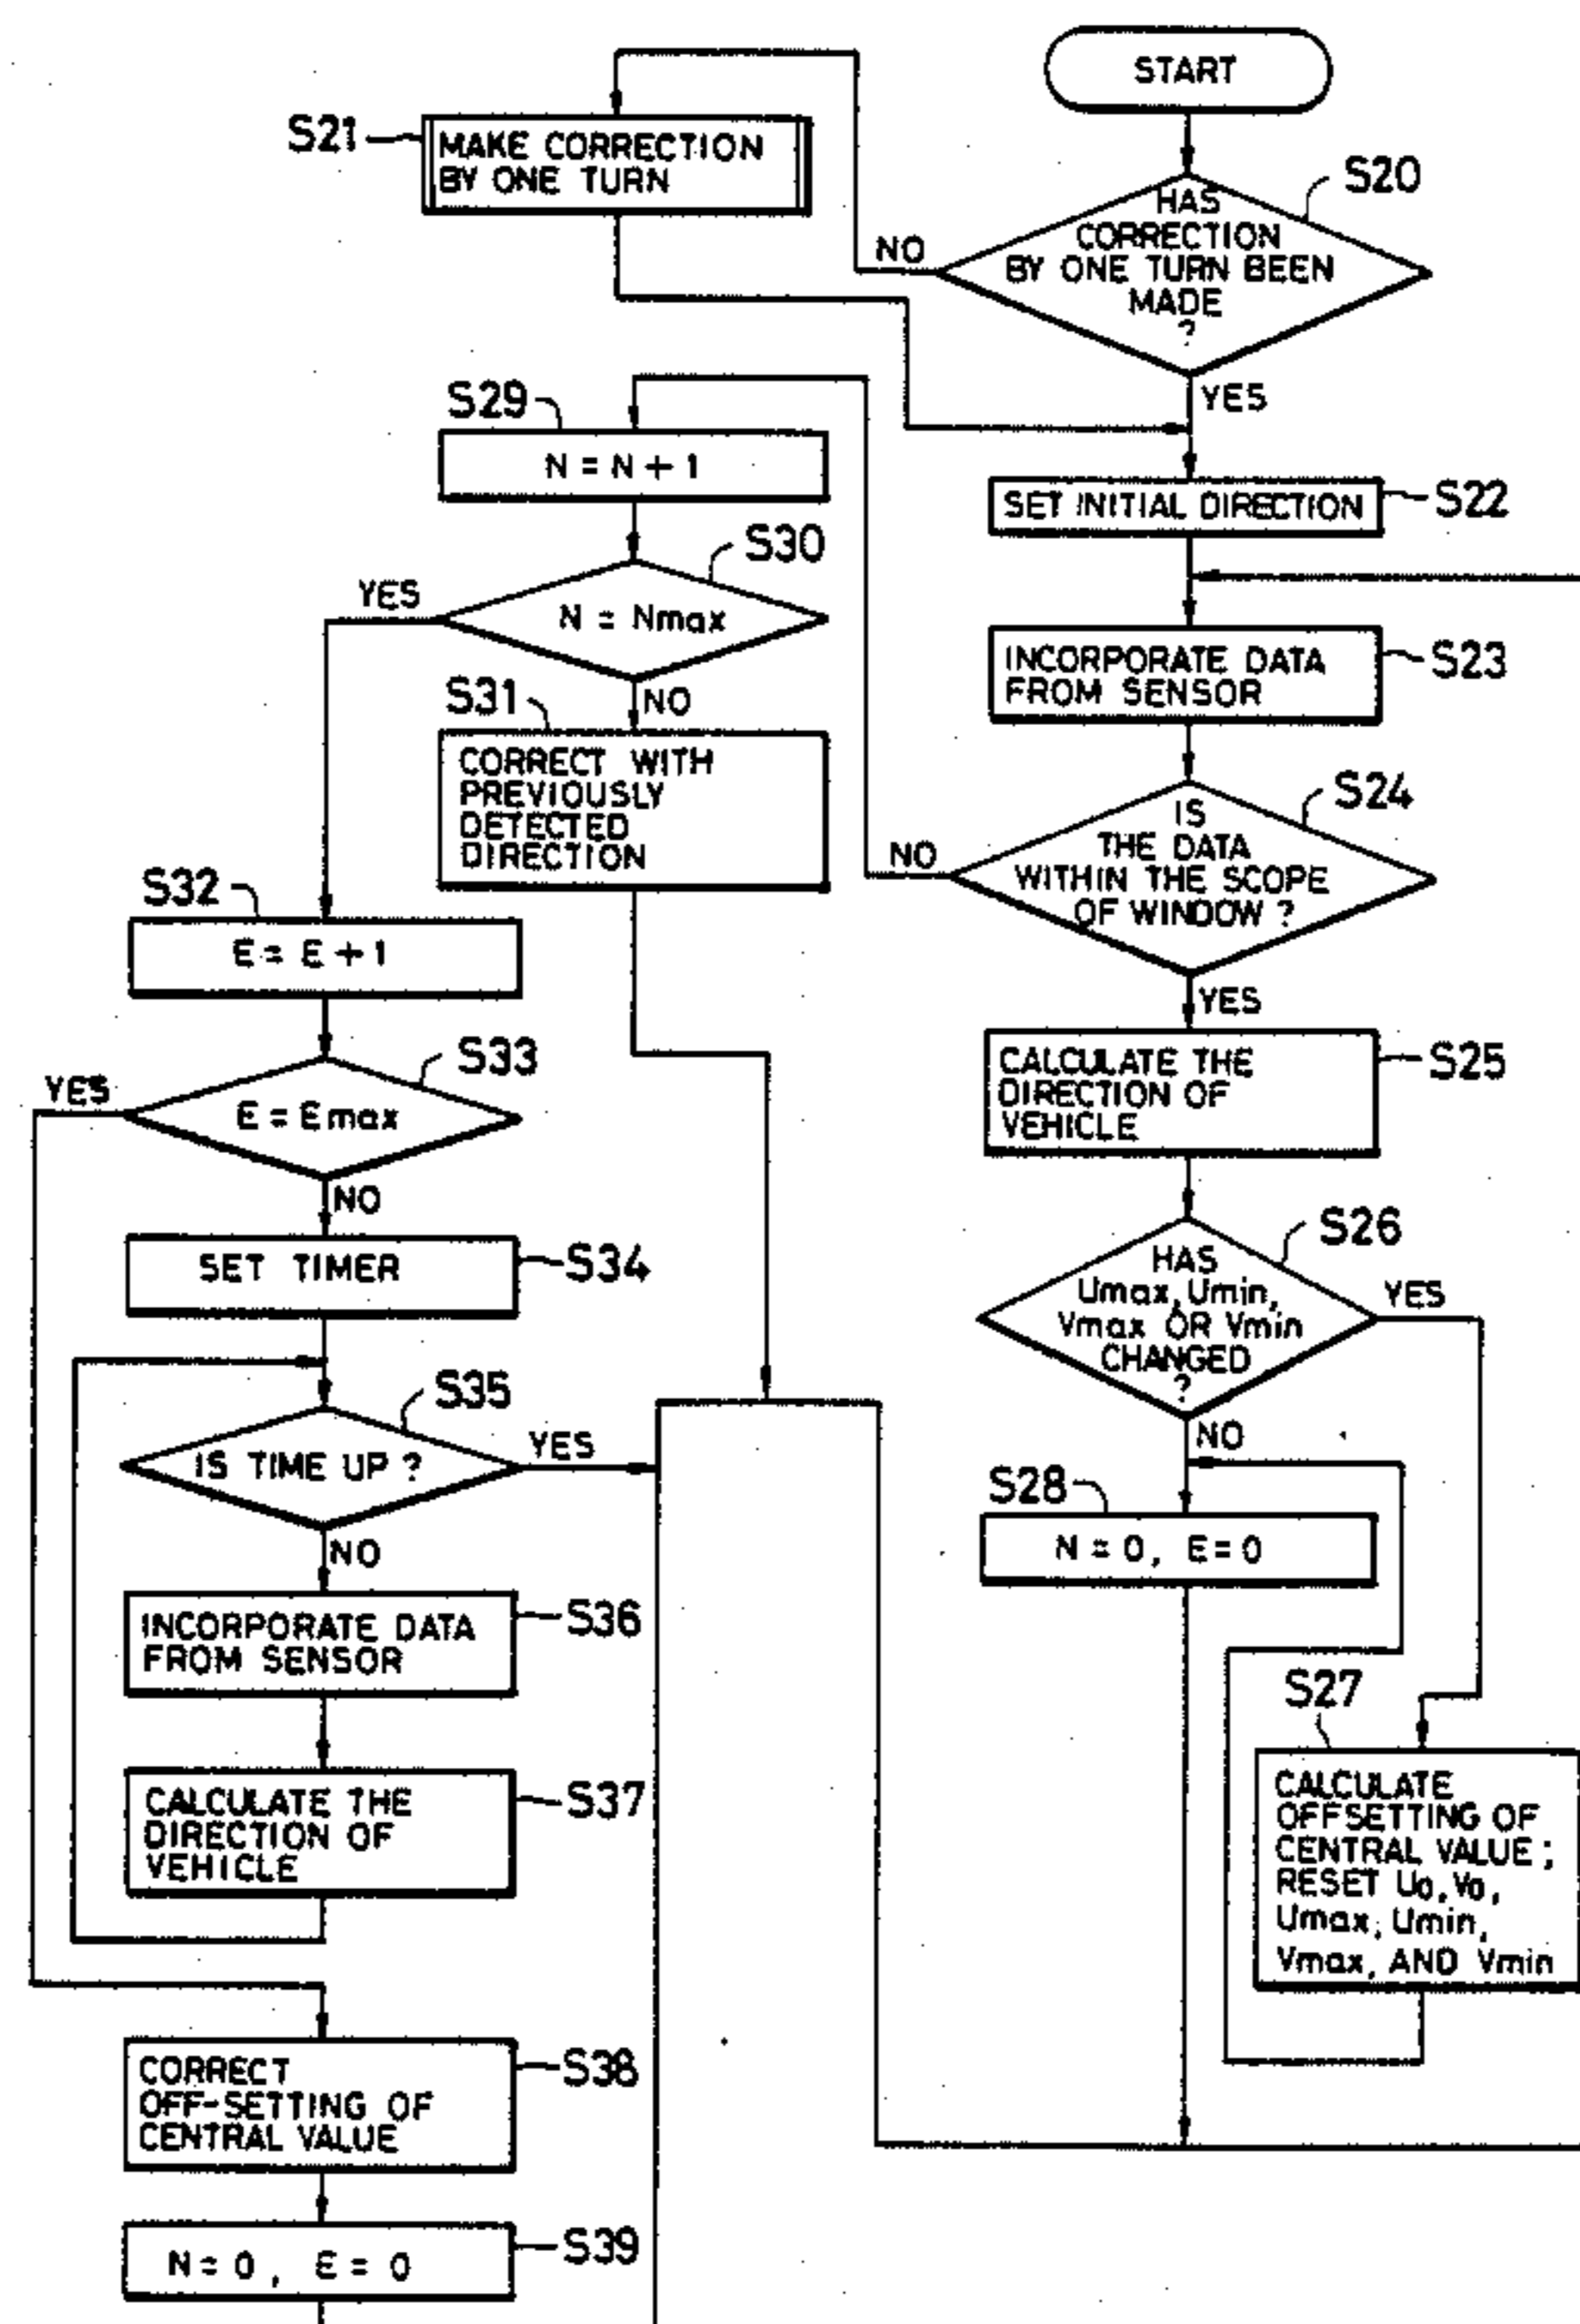 START
S20
HAS
CORRECTION
BY ONE TURN BEEN
MADE
?
NO
YES
S21
MAKE CORRECTION
BY ONE TURN
S22
SET INITIAL DIRECTION
S23
INCORPORATE DATA
FROM SENSOR
S24
IS
THE DATA
WITHIN THE SCOPE
OF WINDOW ?
NO
YES
S25
CALCULATE THE
DIRECTION OF
VEHICLE
S26
HAS
Umax, Umin,
Vmax OR Vmin
CHANGED
?
YES
NO
S27
CALCULATE
OFFSETTING OF
CENTRAL VALUE;
RESET U0, V0,
Umax, Umin,
Vmax, AND Vmin
S28
N = 0, E = 0
S29
N = N + 1
S30
N = Nmax
YES
NO
S31
CORRECT WITH
PREVIOUSLY
DETECTED
DIRECTION
S32
E = E + 1
S33
E = Emax
YES
NO
S34
SET TIMER
S35
IS TIME UP ?
YES
NO
S36
INCORPORATE DATA
FROM SENSOR
S37
CALCULATE THE
DIRECTION OF
VEHICLE
S38
CORRECT
OFF-SETTING OF
CENTRAL VALUE
S39
N = 0, E = 0